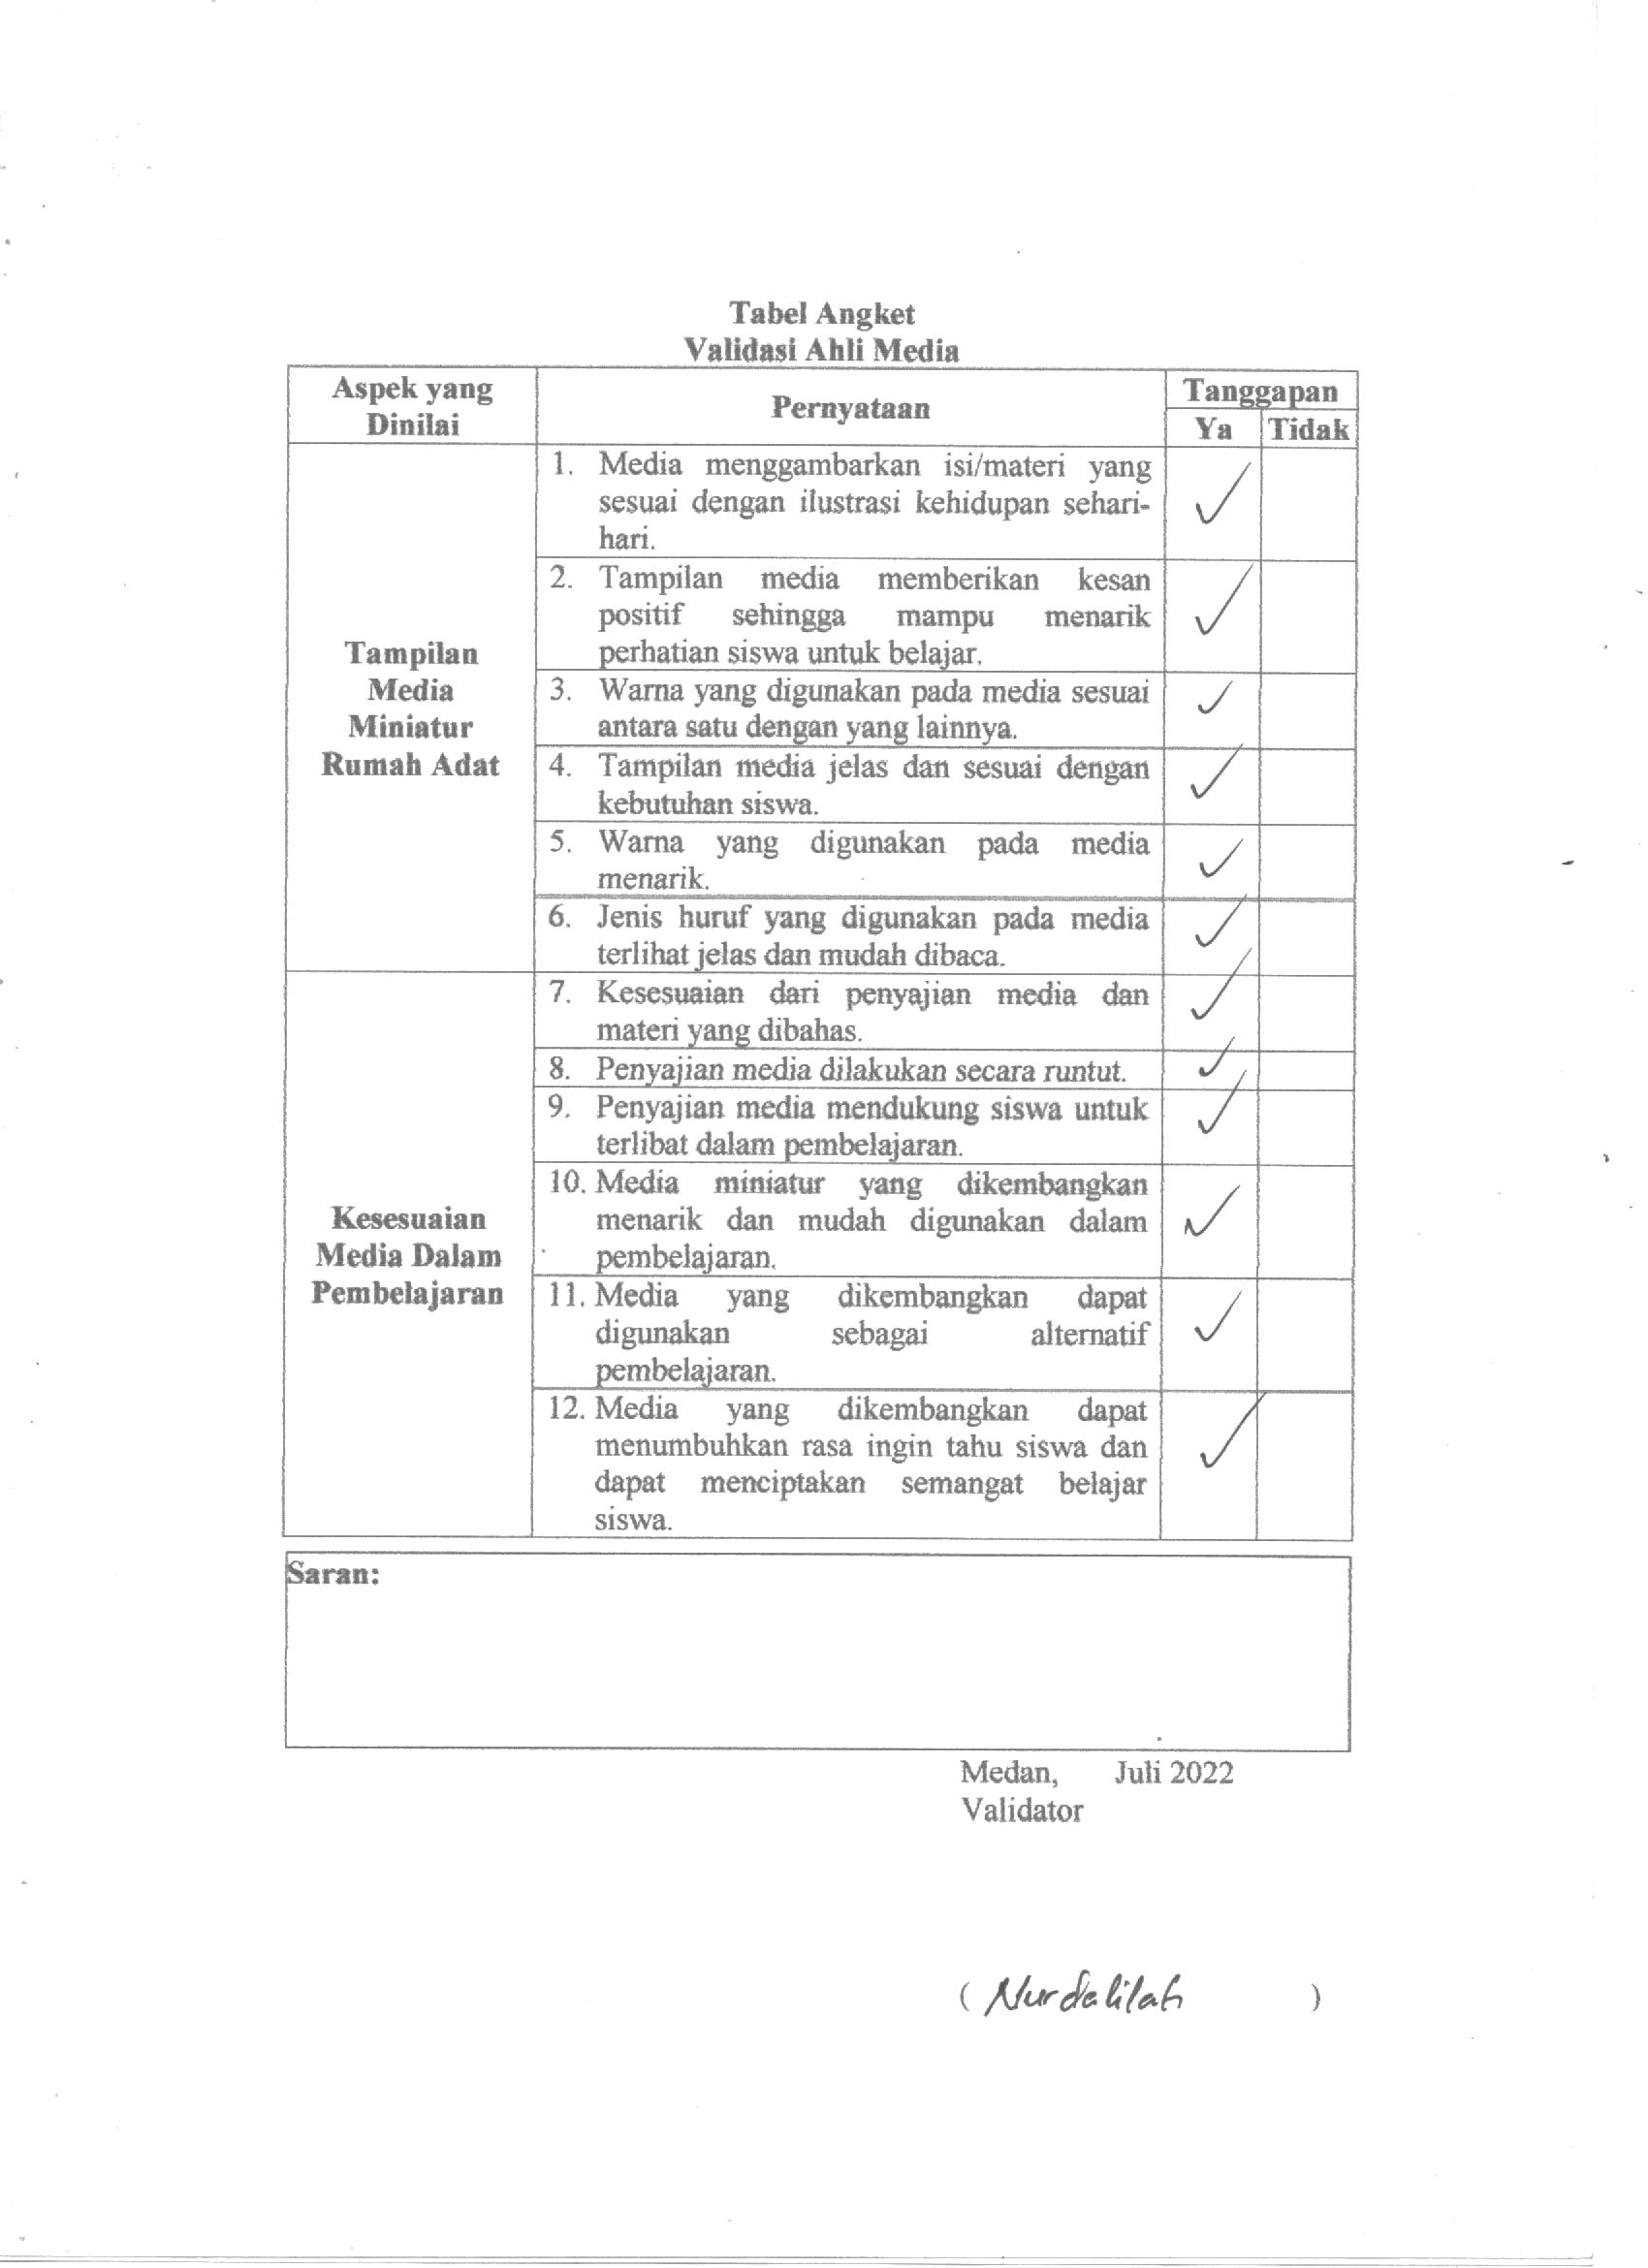 Tabel Angket
Validasi Ahli Media
Aspek yang
Dinilai
Pernyataan
Tanggapan
Ya
Tidak
Tampilan
Media
Miniatur
Rumah Adat
1. Media menggambarkan isi/materi yang
sesuai dengan ilustrasi kehidupan sehari-
hari.
✓
2. Tampilan media memberikan kesan
positif sehingga mampu menarik
perhatian siswa untuk belajar.
✓
3. Warna yang digunakan pada media sesuai
antara satu dengan yang lainnya.
✓
4. Tampilan media jelas dan sesuai dengan
kebutuhan siswa.
✓
5. Warna yang digunakan pada media
menarik.
✓
6. Jenis huruf yang digunakan pada media
terlihat jelas dan mudah dibaca.
✓
Kesesuaian
Media Dalam
Pembelajaran
7. Kesesuaian dari penyajian media dan
materi yang dibahas.
✓
8. Penyajian media dilakukan secara runtut.
✓
9. Penyajian media mendukung siswa untuk
terlibat dalam pembelajaran.
✓
10. Media miniatur yang dikembangkan
menarik dan mudah digunakan dalam
pembelajaran.
✓
11. Media yang dikembangkan dapat
digunakan sebagai alternatif
pembelajaran.
✓
12. Media yang dikembangkan dapat
menumbuhkan rasa ingin tahu siswa dan
dapat menciptakan semangat belajar
siswa.
✓
Saran:
Medan, Juli 2022
Validator
( Nurdalilah )